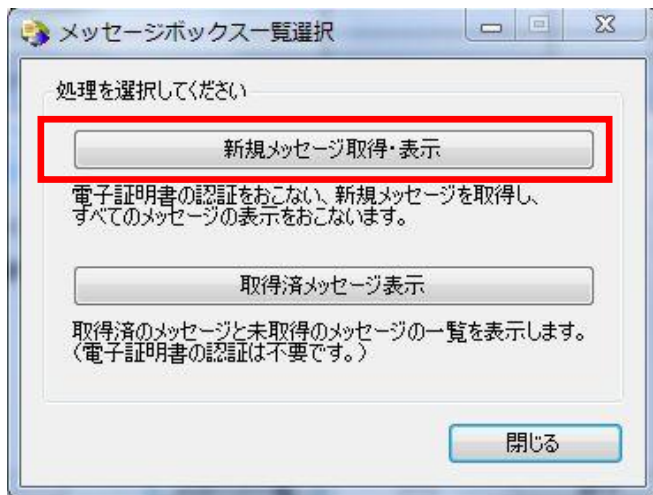 メッセージボックス一覧選択
処理を選択してください
新規メッセージ取得・表示
電子証明書の認証をおこない、新規メッセージを取得し、
すべてのメッセージの表示をおこないます。
取得済メッセージ表示
取得済のメッセージと未取得のメッセージの一覧を表示します。
（電子証明書の認証は不要です。）
閉じる